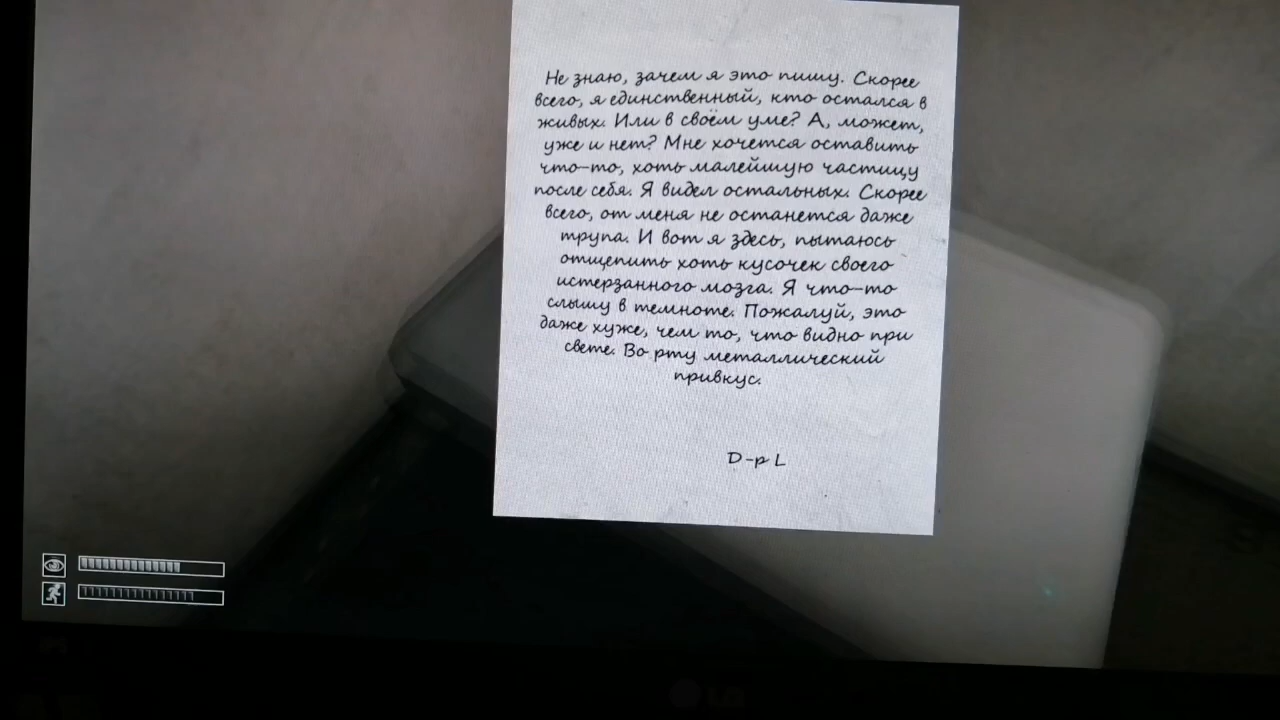 Не знаю, зачем я это пишу. Скорее
всего, я единственный, кто остался в
живых. Или в своём уме? А, может,
уже и нет? Мне хочется оставить
что-то, хоть малейшую частицу
после себя. Я видел остальных. Скорее
всего, от меня не останется даже
трупа. И вот я здесь, пытаюсь
отщепить хоть кусочек своего
истерзанного мозга. Я что-то
слышу в темноте. Пожалуй, это
даже хуже, чем то, что видно при
свете. Во рту металлический
привкус.
D-р L
LG